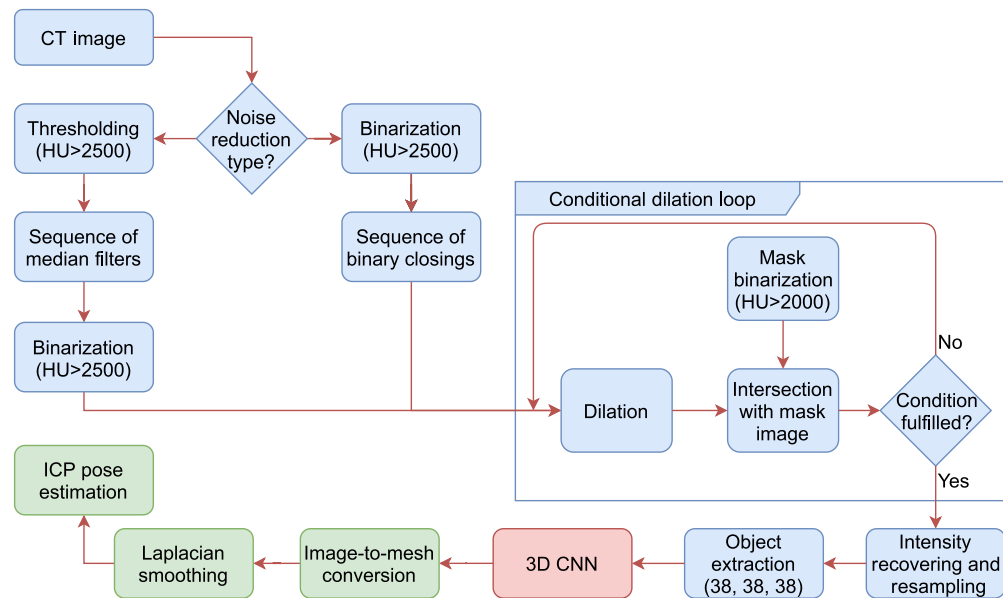 CT image
Noise
reduction
type?
Thresholding
(HU>2500)
Binarization
(HU>2500)
Sequence of
median filters
Sequence of
binary closings
Binarization
(HU>2500)
Conditional dilation loop
Mask
binarization
(HU>2000)
No
Dilation
Intersection
with mask
image
Condition
fulfilled?
Yes
Intensity
recovering and
resampling
Object
extraction
(38, 38, 38)
3D CNN
Image-to-mesh
conversion
Laplacian
smoothing
ICP pose
estimation